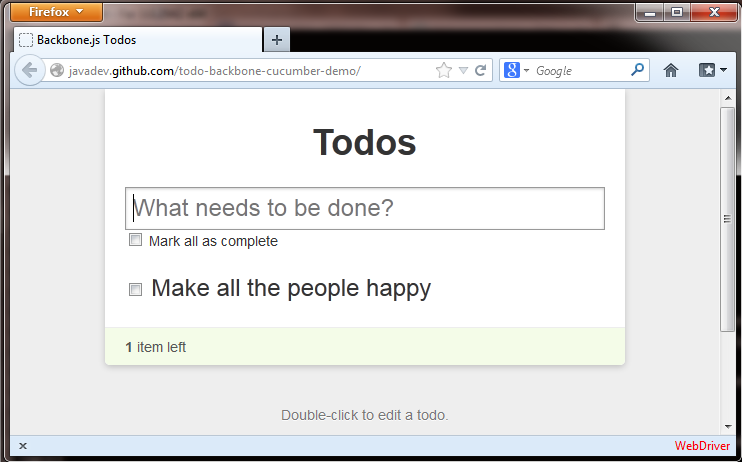 Firefox
Backbone.js Todos
javadev.github.com/todo-backbone-cucumber-demo/
Google
Todos
What needs to be done?
Mark all as complete
Make all the people happy
1 item left
Double-click to edit a todo.
x WebDriver